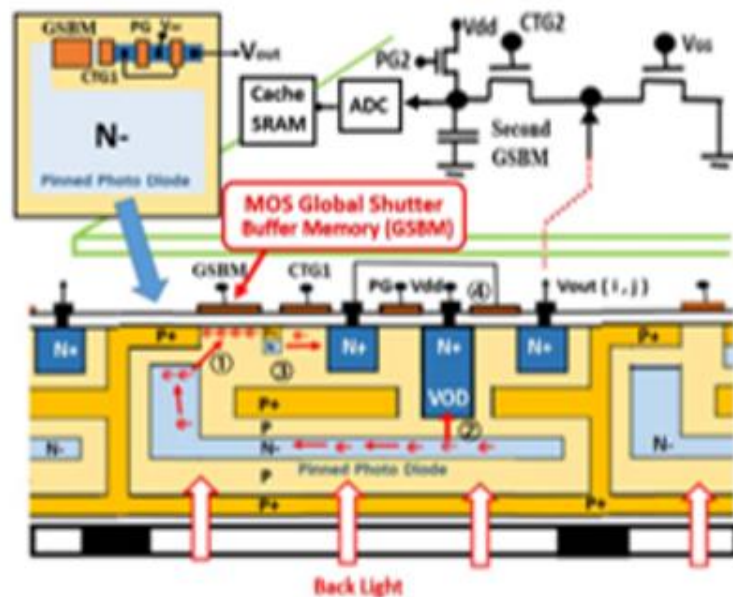 GSBM
PG
CTG1
Vout
N-
Pinned Photo Diode
Vdd
CTG2
PG2
Cache
SRAM
ADC
Second
GSBM
MOS Global Shutter
Buffer Memory (GSBM)
GSBM
CTG1
PG
Vdd
④
Vout ( i , j )
P+
N+
①
③
N+
N+
N+
VOD
P+
P
②
N-
N-
N-
Pinned Photo Diode
P
P+
P+
Back Light